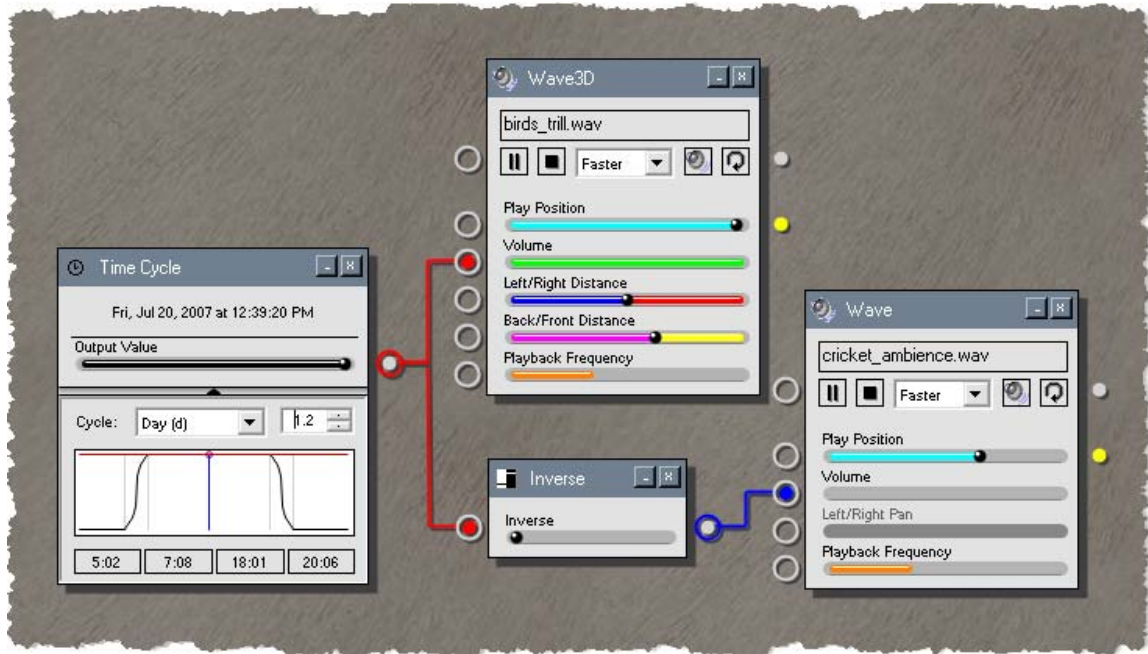 Wave3D
birds_trill.wav
Faster
Play Position
Volume
Left/Right Distance
Back/Front Distance
Playback Frequency
Time Cycle
Fri, Jul 20, 2007 at 12:39:20 PM
Output Value
Cycle: Day (d) 1.2
5:02 7:08 18:01 20:06
Inverse
Inverse
Wave
cricket_ambience.wav
Faster
Play Position
Volume
Left/Right Pan
Playback Frequency